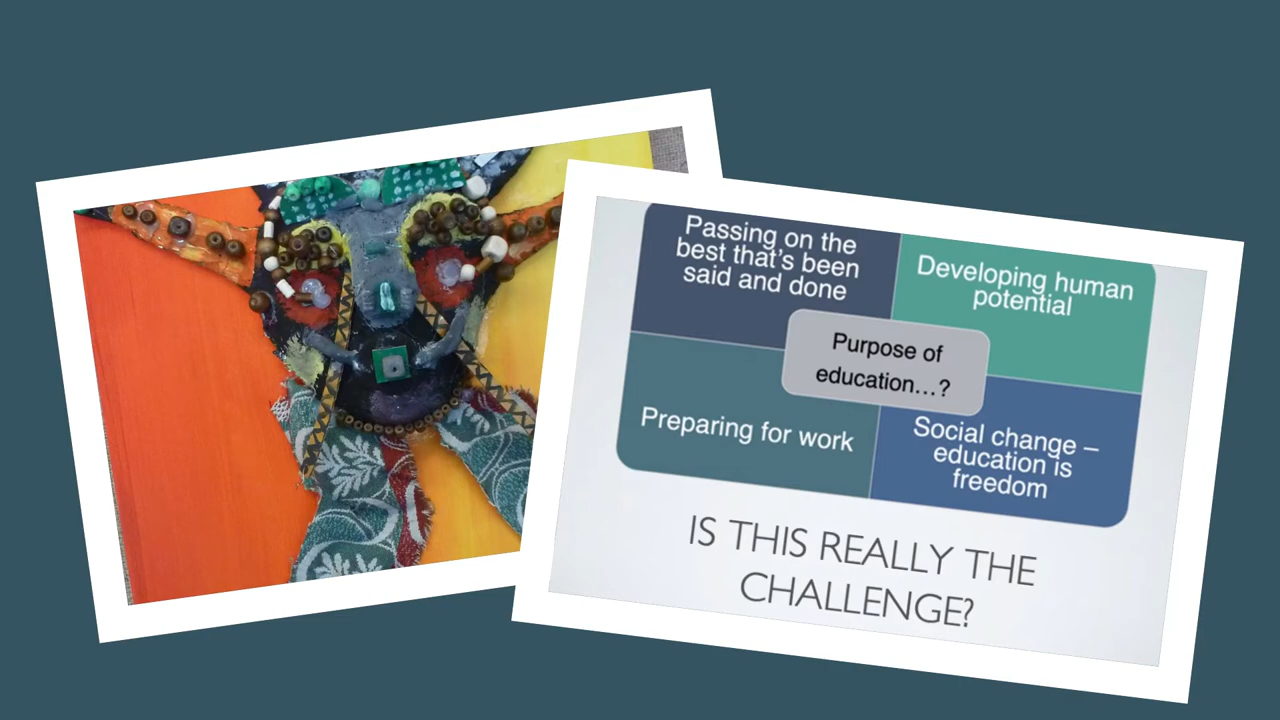 Passing on the
best that's been
said and done
Developing human
potential
Purpose of
education...?
Preparing for work
Social change –
education is
freedom
IS THIS REALLY THE
CHALLENGE?